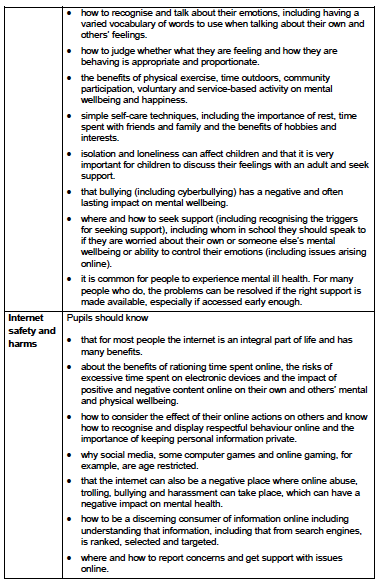 • how to recognise and talk about their emotions, including having a
varied vocabulary of words to use when talking about their own and
others' feelings.
• how to judge whether what they are feeling and how they are
behaving is appropriate and proportionate.
• the benefits of physical exercise, time outdoors, community
participation, voluntary and service-based activity on mental
wellbeing and happiness.
• simple self-care techniques, including the importance of rest, time
spent with friends and family and the benefits of hobbies and
interests.
• isolation and loneliness can affect children and that it is very
important for children to discuss their feelings with an adult and seek
support.
• that bullying (including cyberbullying) has a negative and often
lasting impact on mental wellbeing.
• where and how to seek support (including recognising the triggers
for seeking support), including whom in school they should speak to
if they are worried about their own or someone else's mental
wellbeing or ability to control their emotions (including issues arising
online).
• it is common for people to experience mental ill health. For many
people who do, the problems can be resolved if the right support is
made available, especially if accessed early enough.
Internet
safety and
harms
Pupils should know
• that for most people the internet is an integral part of life and has
many benefits.
• about the benefits of rationing time spent online, the risks of
excessive time spent on electronic devices and the impact of
positive and negative content online on their own and others' mental
and physical wellbeing.
• how to consider the effect of their online actions on others and know
how to recognise and display respectful behaviour online and the
importance of keeping personal information private.
• why social media, some computer games and online gaming, for
example, are age restricted.
• that the internet can also be a negative place where online abuse,
trolling, bullying and harassment can take place, which can have a
negative impact on mental health.
• how to be a discerning consumer of information online including
understanding that information, including that from search engines,
is ranked, selected and targeted.
• where and how to report concerns and get support with issues
online.